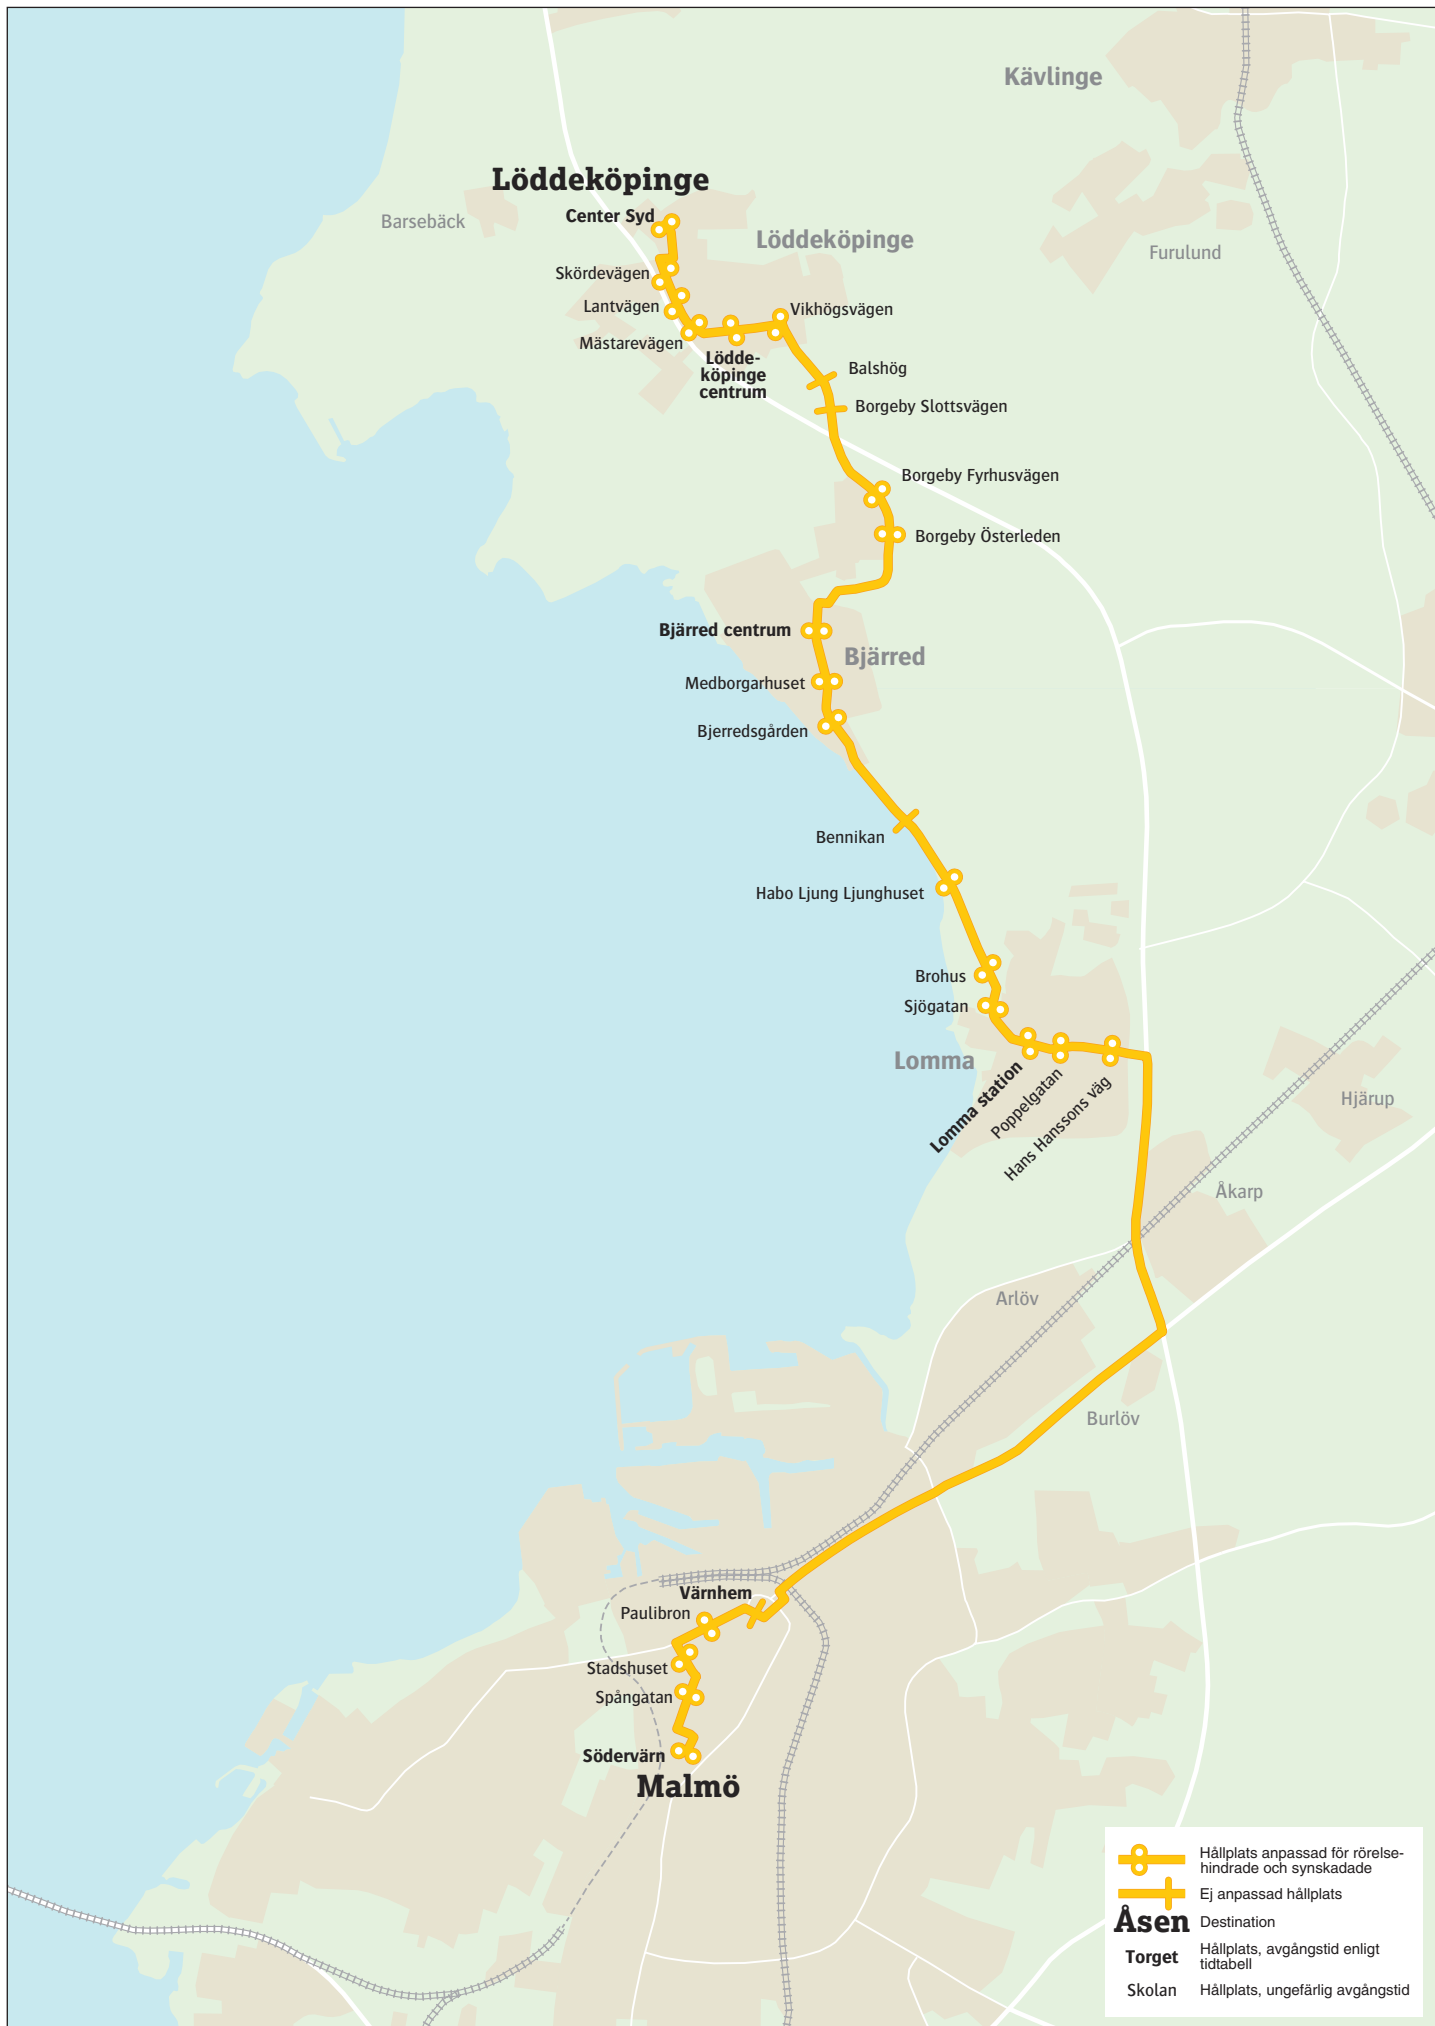 Kävlinge
Löddeköpinge
Center Syd
Barsebäck
Löddeköpinge
Furulund
Skördevägen
Lantvägen
Vikhögsvägen
Mästarevägen
Lödde-
köpinge
centrum
Balshög
Borgeby Slottsvägen
Borgeby Fyrhusvägen
Borgeby Österleden
Bjärred centrum
Bjärred
Medborgarhuset
Bjerredsgården
Bennikan
Habo Ljung Ljunghuset
Brohus
Sjögatan
Lomma
Lomma station
Poppelgatan
Hans Hanssons väg
Hjärup
Åkarp
Arlöv
Burlöv
Värnhem
Paulibron
Stadshuset
Spångatan
Södervärn
Malmö
Hållplats anpassad för rörelse-
hindrade och synskadade
Ej anpassad hållplats
Åsen Destination
Torget Hållplats, avgångstid enligt
tidtabell
Skolan Hållplats, ungefärlig avgångstid